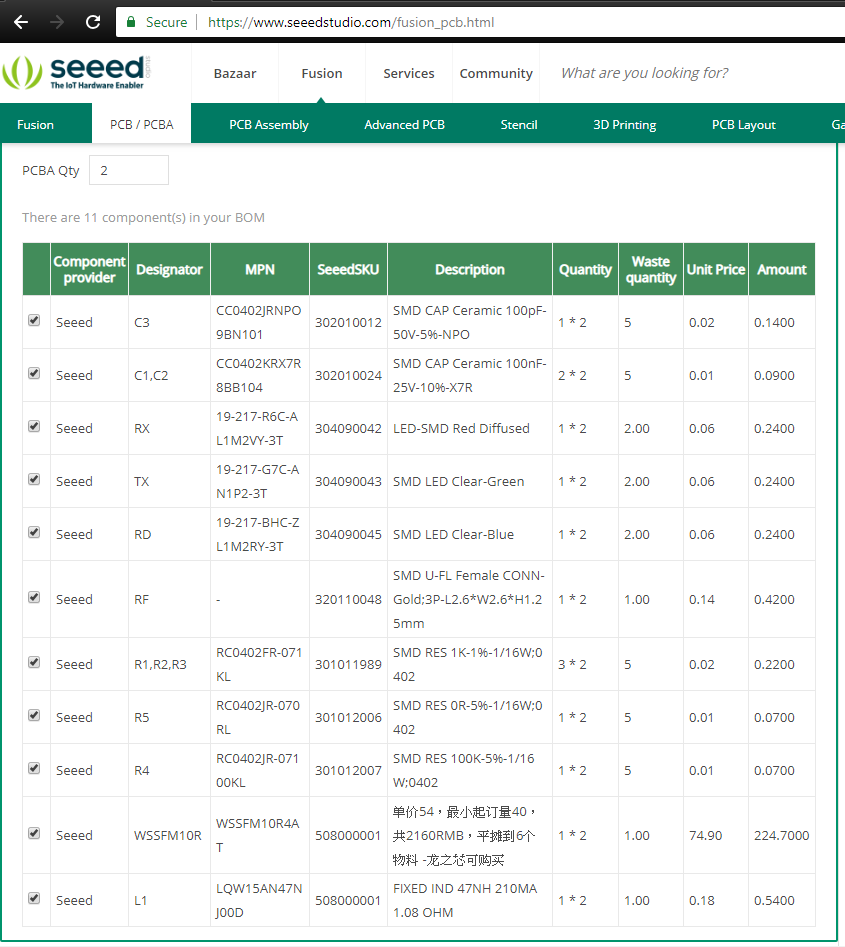 Secure https://www.seeedstudio.com/fusion_pcb.html
seeed studio
The IoT Hardware Enabler
Bazaar Fusion Services Community What are you looking for?
Fusion PCB / PCBA PCB Assembly Advanced PCB Stencil 3D Printing PCB Layout Ga
PCBA Qty 2
There are 11 component(s) in your BOM
Component provider Designator MPN SeeedSKU Description Quantity Waste quantity Unit Price Amount
Seeed C3 CC0402JRNPO9BN101 302010012 SMD CAP Ceramic 100pF-50V-5%-NPO 1 * 2 5 0.02 0.1400
Seeed C1,C2 CC0402KRX7R8BB104 302010024 SMD CAP Ceramic 100nF-25V-10%-X7R 2 * 2 5 0.01 0.0900
Seeed RX 19-217-R6C-AL1M2VY-3T 304090042 LED-SMD Red Diffused 1 * 2 2.00 0.06 0.2400
Seeed TX 19-217-G7C-AN1P2-3T 304090043 SMD LED Clear-Green 1 * 2 2.00 0.06 0.2400
Seeed RD 19-217-BHC-ZL1M2RY-3T 304090045 SMD LED Clear-Blue 1 * 2 2.00 0.06 0.2400
Seeed RF - 320110048 SMD U-FL Female CONN-Gold;3P-L2.6*W2.6*H1.25mm 1 * 2 1.00 0.14 0.4200
Seeed R1,R2,R3 RC0402FR-071KL 301011989 SMD RES 1K-1%-1/16W;0402 3 * 2 5 0.02 0.2200
Seeed R5 RC0402JR-070RL 301012006 SMD RES 0R-5%-1/16W;0402 1 * 2 5 0.01 0.0700
Seeed R4 RC0402JR-07100KL 301012007 SMD RES 100K-5%-1/16W;0402 1 * 2 5 0.01 0.0700
Seeed WSSFM10R WSSFM10R4AT 508000001 单价54，最小起订量40，共2160RMB，平摊到6个物料 -龙之芯可购买 1 * 2 1.00 74.90 224.7000
Seeed L1 LQW15AN47NJ00D 508000001 FIXED IND 47NH 210MA 1.08 OHM 1 * 2 1.00 0.18 0.5400